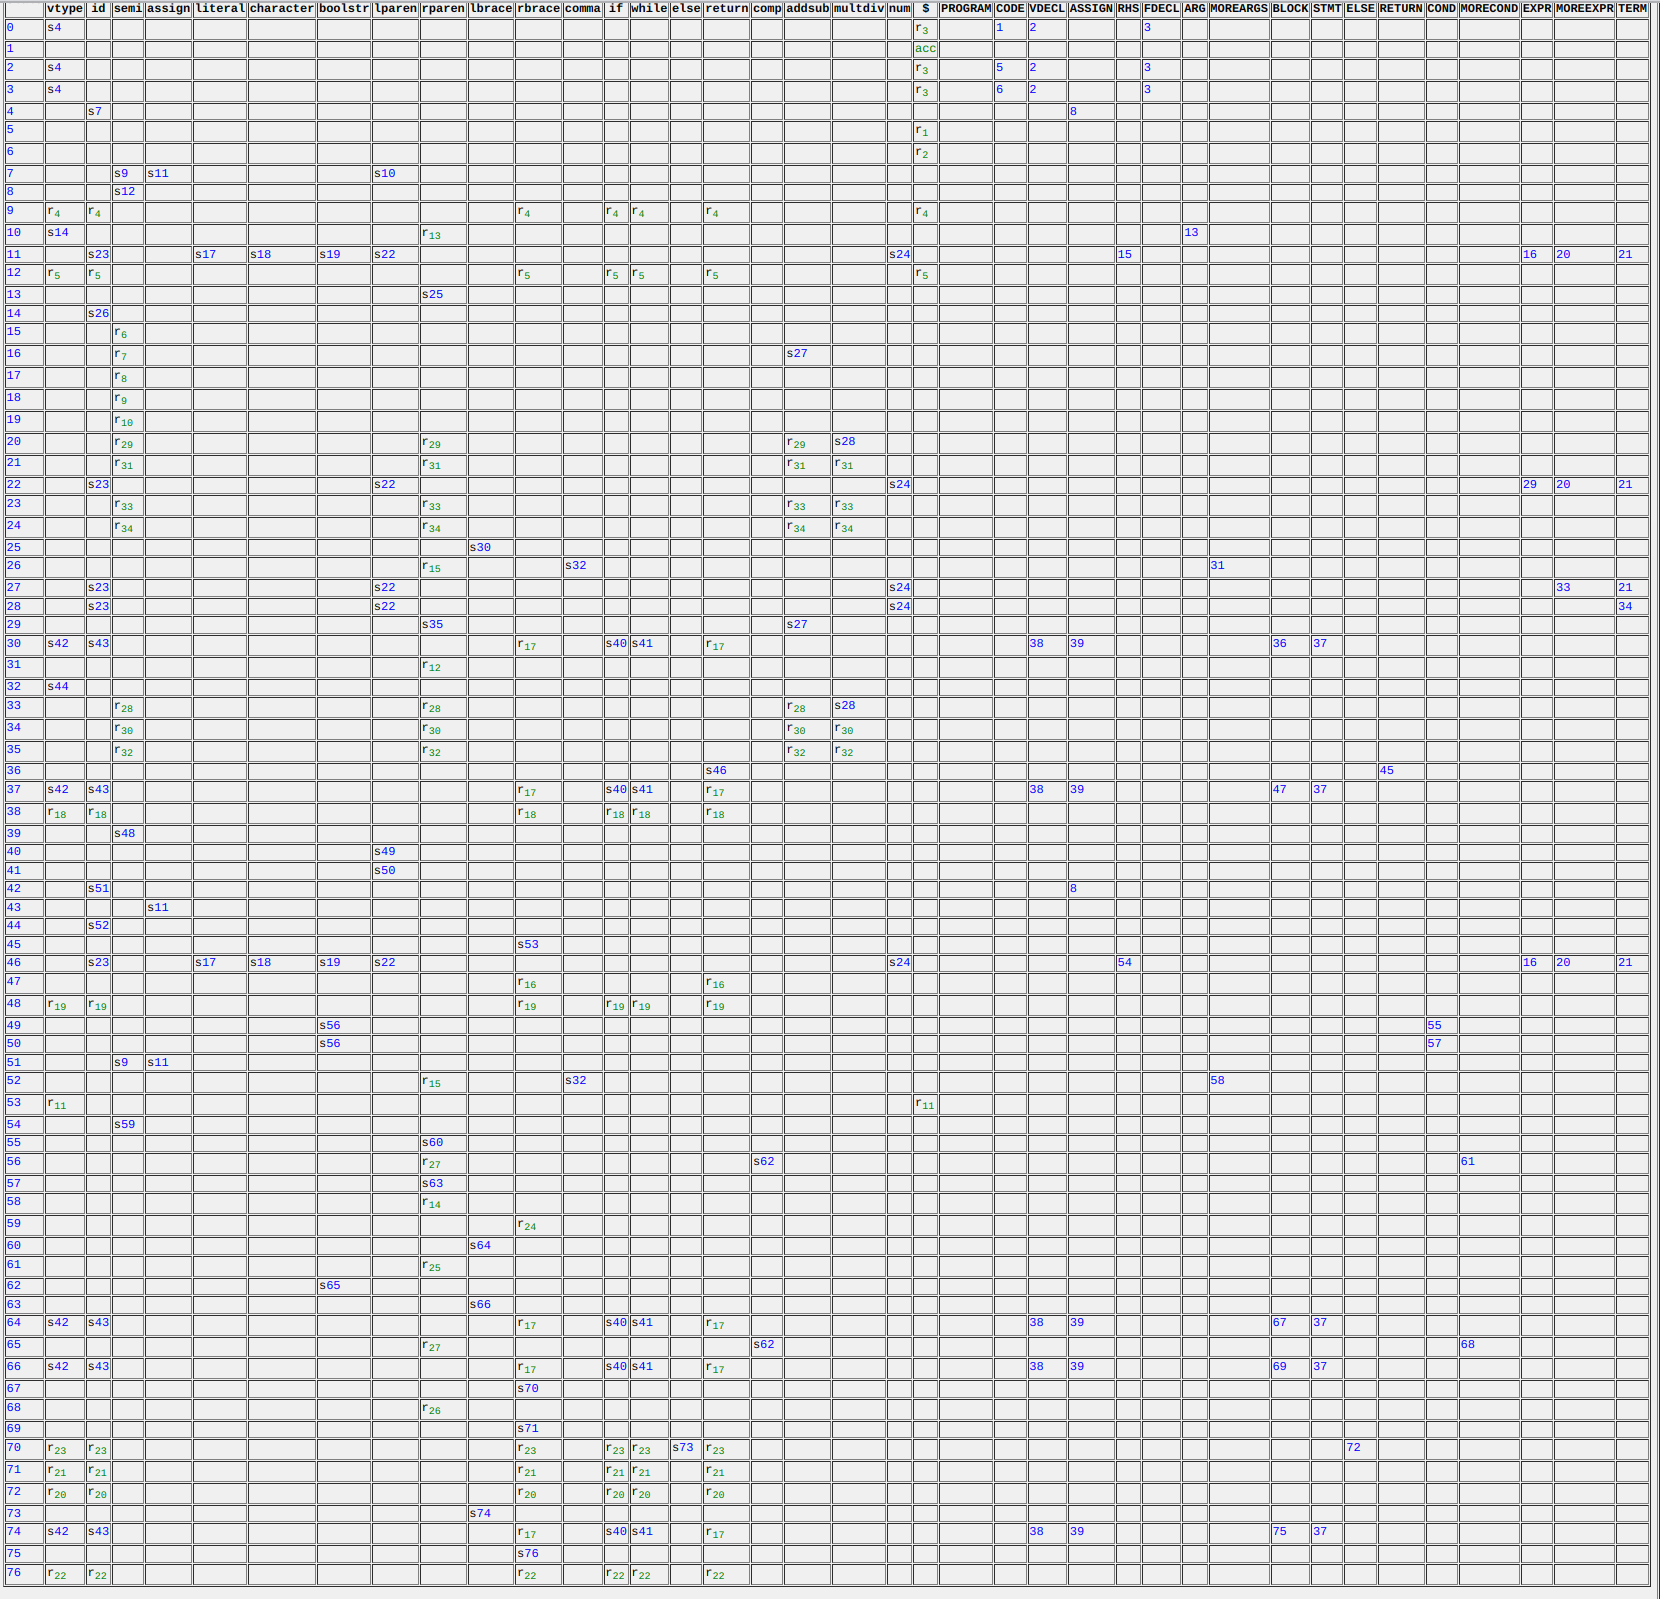 vtype id semi assign literal character boolstr lparen rparen lbrace rbrace comma if while else return comp addsub multdiv num $ PROGRAM CODE VDECL ASSIGN RHS FDECL ARG MOREARGS BLOCK STMT ELSE RETURN COND MORECOND EXPR MOREEXPR TERM
0 s4 r3 1 2 3
1 acc
2 s4 r3 5 2 3
3 s4 r3 6 2 3
4 s7 8
5 r1
6 r2
7 s9 s11 s10
8 s12
9 r4 r4 r4 r4 r4 r4 r4
10 s14 r13 13
11 s23 s17 s18 s19 s22 s24 15 16 20 21
12 r5 r5 r5 r5 r5 r5 r5
13 s25
14 s26
15 r6
16 r7 s27
17 r8
18 r9
19 r10
20 r29 r29 r29 s28
21 r31 r31 r31 r31
22 s23 s22 s24 29 20 21
23 r33 r33 r33 r33
24 r34 r34 r34 r34
25 s30
26 r15 s32 31
27 s23 s22 s24 33 21
28 s23 s22 s24 34
29 s35 s27
30 s42 s43 r17 s40 s41 r17 38 39 36 37
31 r12
32 s44
33 r28 r28 r28 s28
34 r30 r30 r30 r30
35 r32 r32 r32 r32
36 s46 45
37 s42 s43 r17 s40 s41 r17 38 39 47 37
38 r18 r18 r18 r18 r18 r18
39 s48
40 s49
41 s50
42 s51 8
43 s11
44 s52
45 s53
46 s23 s17 s18 s19 s22 s24 54 16 20 21
47 r16 r16
48 r19 r19 r19 r19 r19 r19
49 s56 55
50 s56 57
51 s9 s11
52 r15 s32 58
53 r11 r11
54 s59
55 s60
56 r27 s62 61
57 s63
58 r14
59 r24
60 s64
61 r25
62 s65
63 s66
64 s42 s43 r17 s40 s41 r17 38 39 67 37
65 r27 s62 68
66 s42 s43 r17 s40 s41 r17 38 39 69 37
67 s70
68 r26
69 s71
70 r23 r23 r23 r23 r23 s73 r23 72
71 r21 r21 r21 r21 r21 r21
72 r20 r20 r20 r20 r20 r20
73 s74
74 s42 s43 r17 s40 s41 r17 38 39 75 37
75 s76
76 r22 r22 r22 r22 r22 r22